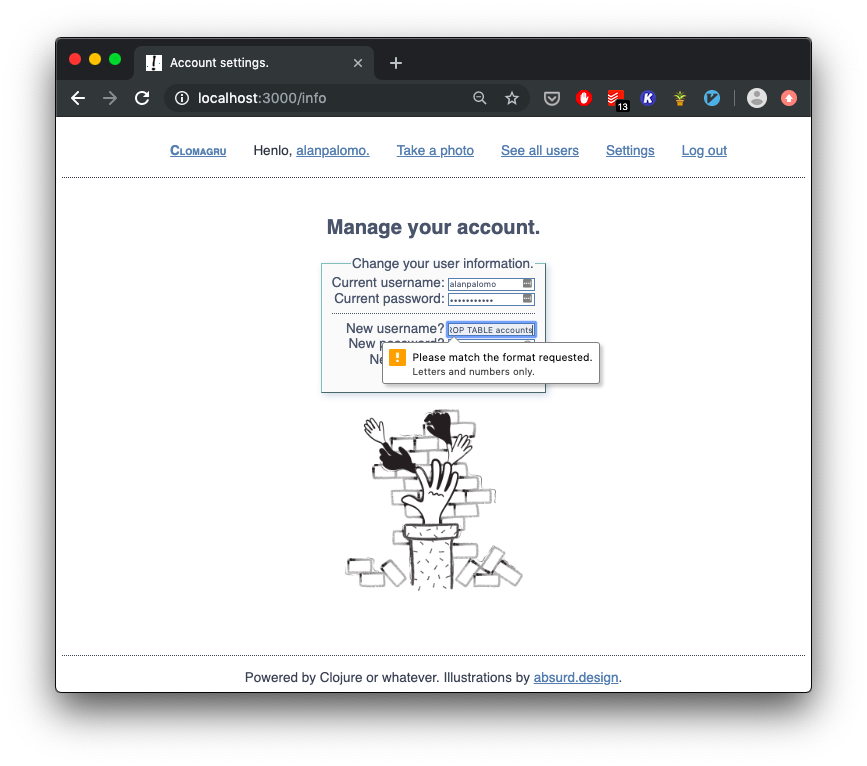 Account settings.
localhost:3000/info
13
K
Clomagru Henlo, alanpalomo. Take a photo See all users Settings Log out
Manage your account.
Change your user information.
Current username: alanpalomo
Current password: •••••••••••
New username? ROP TABLE accounts
New password?
Please match the format requested.
Letters and numbers only.
Powered by Clojure or whatever. Illustrations by absurd.design.